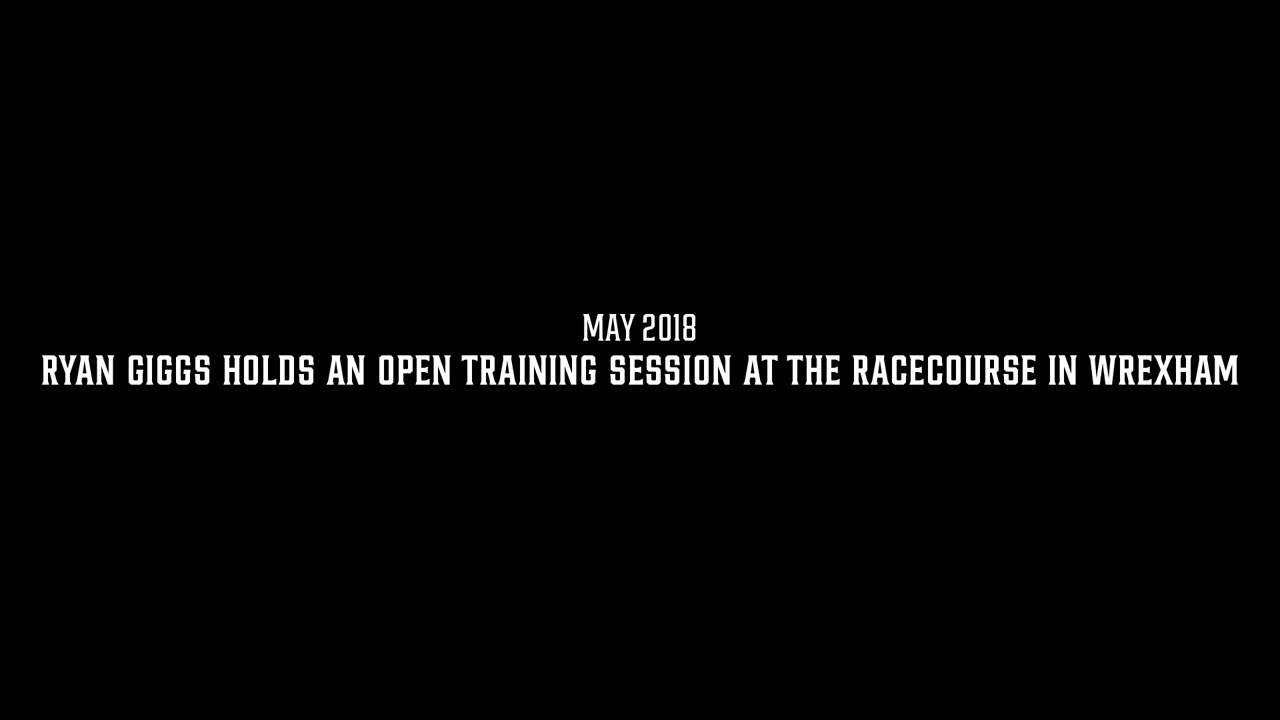 MAY 2018
RYAN GIGGS HOLDS AN OPEN TRAINING SESSION AT THE RACECOURSE IN WREXHAM